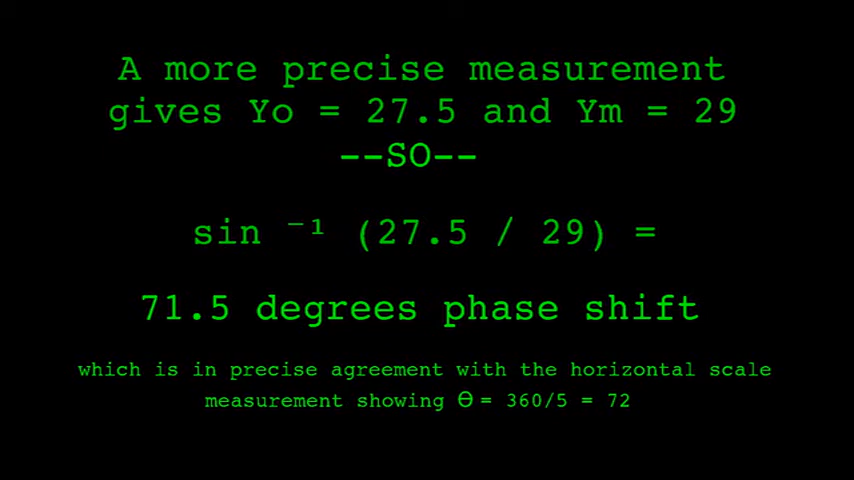 A more precise measurement
gives Yo = 27.5 and Ym = 29
--SO--
sin ⁻¹ (27.5 / 29) =
71.5 degrees phase shift
which is in precise agreement with the horizontal scale
measurement showing ϴ = 360/5 = 72